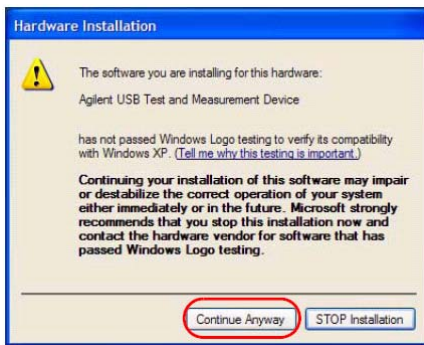 Hardware Installation
The software you are installing for this hardware:
Agilent USB Test and Measurement Device
has not passed Windows Logo testing to verify its compatibility
with Windows XP. (Tell me why this testing is important.)
Continuing your installation of this software may impair
or destabilize the correct operation of your system
either immediately or in the future. Microsoft strongly
recommends that you stop this installation now and
contact the hardware vendor for software that has
passed Windows Logo testing.
Continue Anyway
STOP Installation